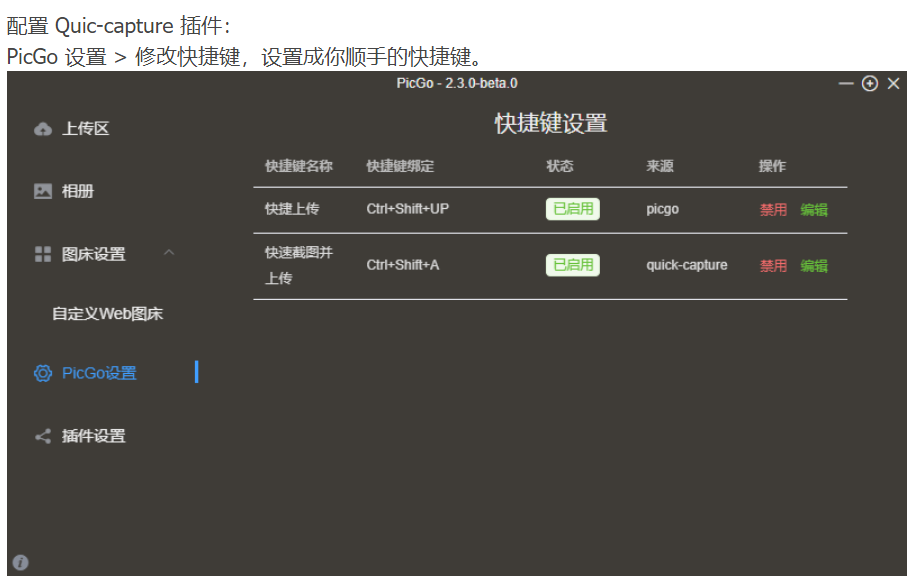 配置 Quic-capture 插件：
PicGo 设置 > 修改快捷键，设置成你顺手的快捷键。
PicGo - 2.3.0-beta.0
上传区
相册
图床设置
自定义Web图床
PicGo设置
插件设置
快捷键设置
快捷键名称 快捷键绑定 状态 来源 操作
快捷上传 Ctrl+Shift+UP 已启用 picgo 禁用 编辑
快速截图并
上传 Ctrl+Shift+A 已启用 quick-capture 禁用 编辑